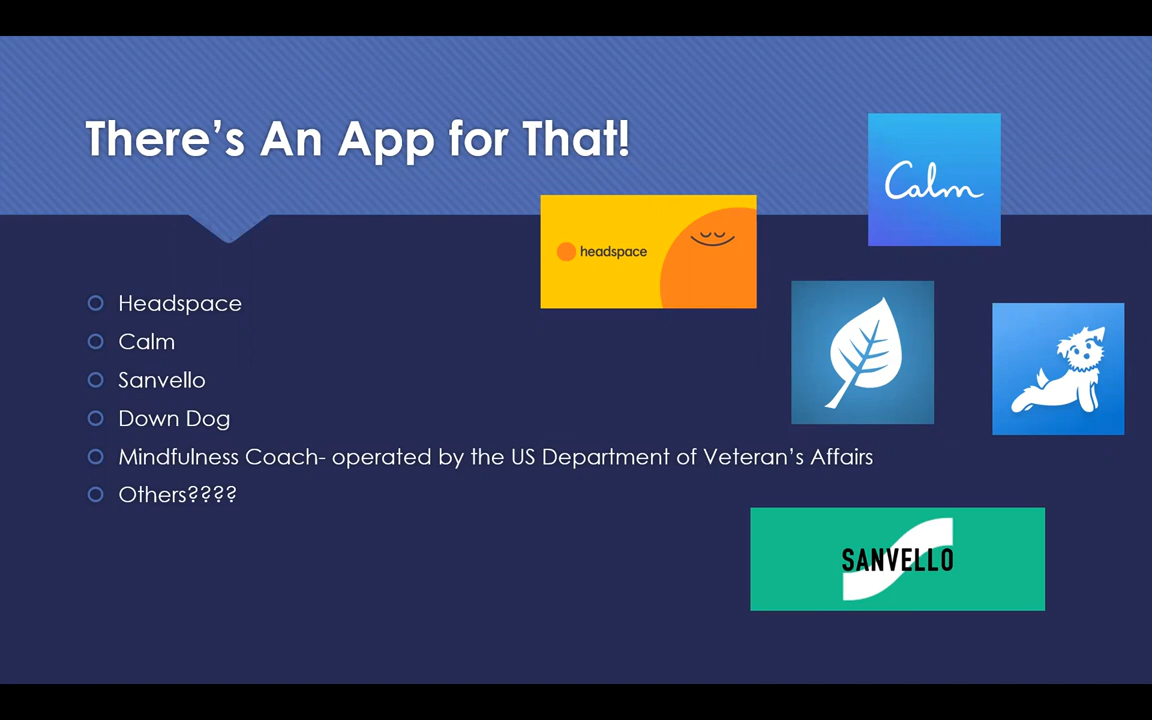 There’s An App for That!
Calm
headspace
Headspace
Calm
Sanvello
Down Dog
Mindfulness Coach- operated by the US Department of Veteran’s Affairs
Others????
SANVELLO